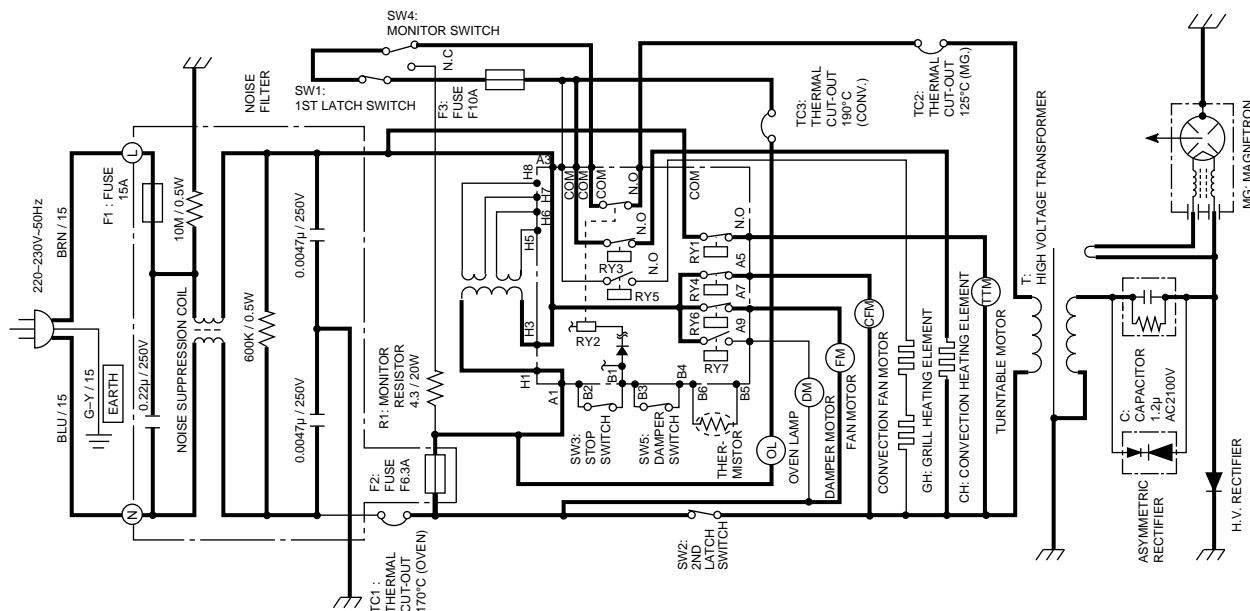 SW4:
MONITOR SWITCH
N.C
SW1:
1ST LATCH SWITCH
F3:
FUSE
F10A
NOISE
FILTER
L
F1 : FUSE
15A
10M / 0.5W
220–230V~50Hz
BRN / 15
BLU / 15
G–Y / 15
EARTH
0.22µ / 250V
NOISE SUPPRESSION COIL
600K / 0.5W
0.0047µ / 250V
0.0047µ / 250V
N
TC1 :
THERMAL
CUT-OUT
170°C (OVEN)
F2:
FUSE
F6.3A
R1: MONITOR
RESISTOR
4.3 / 20W
A3
H8
H7
H6
H5
H3
H1
A1
COM
COM
COM
N.O
COM
N.O
N.O
N.O
RY3
RY5
RY2
RY1
RY4
RY6
RY7
A5
A7
A9
B1
B2
B3
B4
B6
B5
SW3:
STOP
SWITCH
SW5:
DAMPER
SWITCH
THER-
MISTOR
SW2:
2ND
LATCH
SWITCH
OL
OVEN LAMP
DM
DAMPER MOTOR
FM
FAN MOTOR
CFM
CONVECTION FAN MOTOR
GH: GRILL HEATING ELEMENT
CH: CONVECTION HEATING ELEMENT
TTM
TURNTABLE MOTOR
TC3:
THERMAL
CUT-OUT
190°C
(CONV.)
TC2:
THERMAL
CUT-OUT
125°C (MG.)
T:
HIGH VOLTAGE TRANSFORMER
MG: MAGNETRON
C:
CAPACITOR
1.2µ
AC2100V
ASYMMETRIC
RECTIFIER
H.V. RECTIFIER